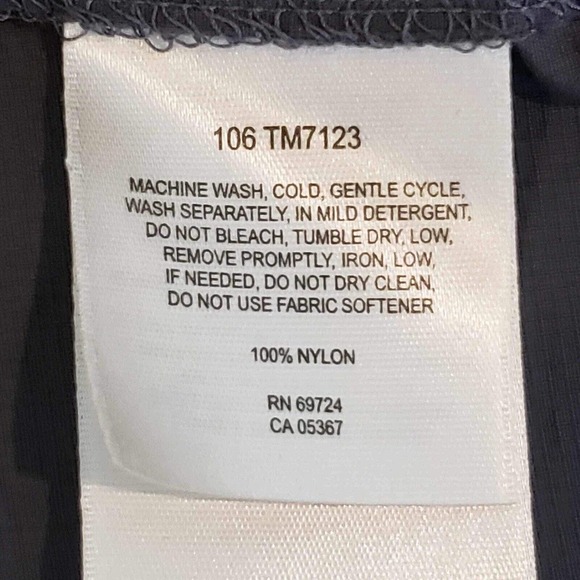 106 TM7123
MACHINE WASH, COLD, GENTLE CYCLE,
WASH SEPARATELY, IN MILD DETERGENT,
DO NOT BLEACH, TUMBLE DRY, LOW,
REMOVE PROMPTLY, IRON, LOW,
IF NEEDED, DO NOT DRY CLEAN,
DO NOT USE FABRIC SOFTENER
100% NYLON
RN 69724
CA 05367